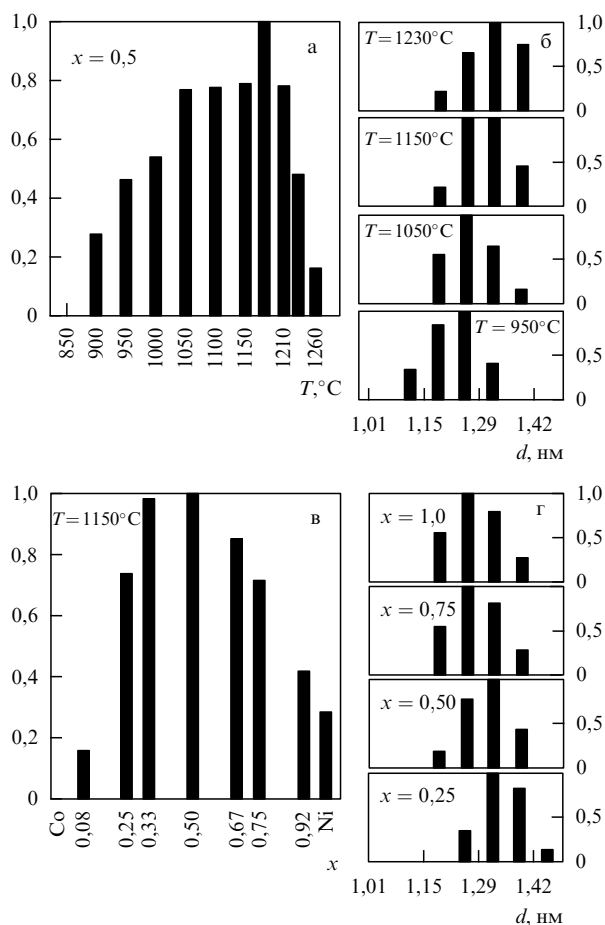 1,0
0,8
0,6
0,4
0,2
0
x = 0,5
а
850
900
950
1000
1050
1100
1150
1210
1260
T,°C
T = 1230°C
б
1,0
0,5
0
T = 1150°C
0,5
0
T = 1050°C
0,5
0
T = 950°C
0,5
0
1,01 1,15 1,29 1,42
d, нм
1,0
0,8
0,6
0,4
0,2
0
T = 1150°C
в
Co
0,08
0,25
0,33
0,50
0,67
0,75
0,92
Ni
x
x = 1,0
г
1,0
0,5
0
x = 0,75
0,5
0
x = 0,50
0,5
0
x = 0,25
0,5
0
1,01 1,15 1,29 1,42
d, нм